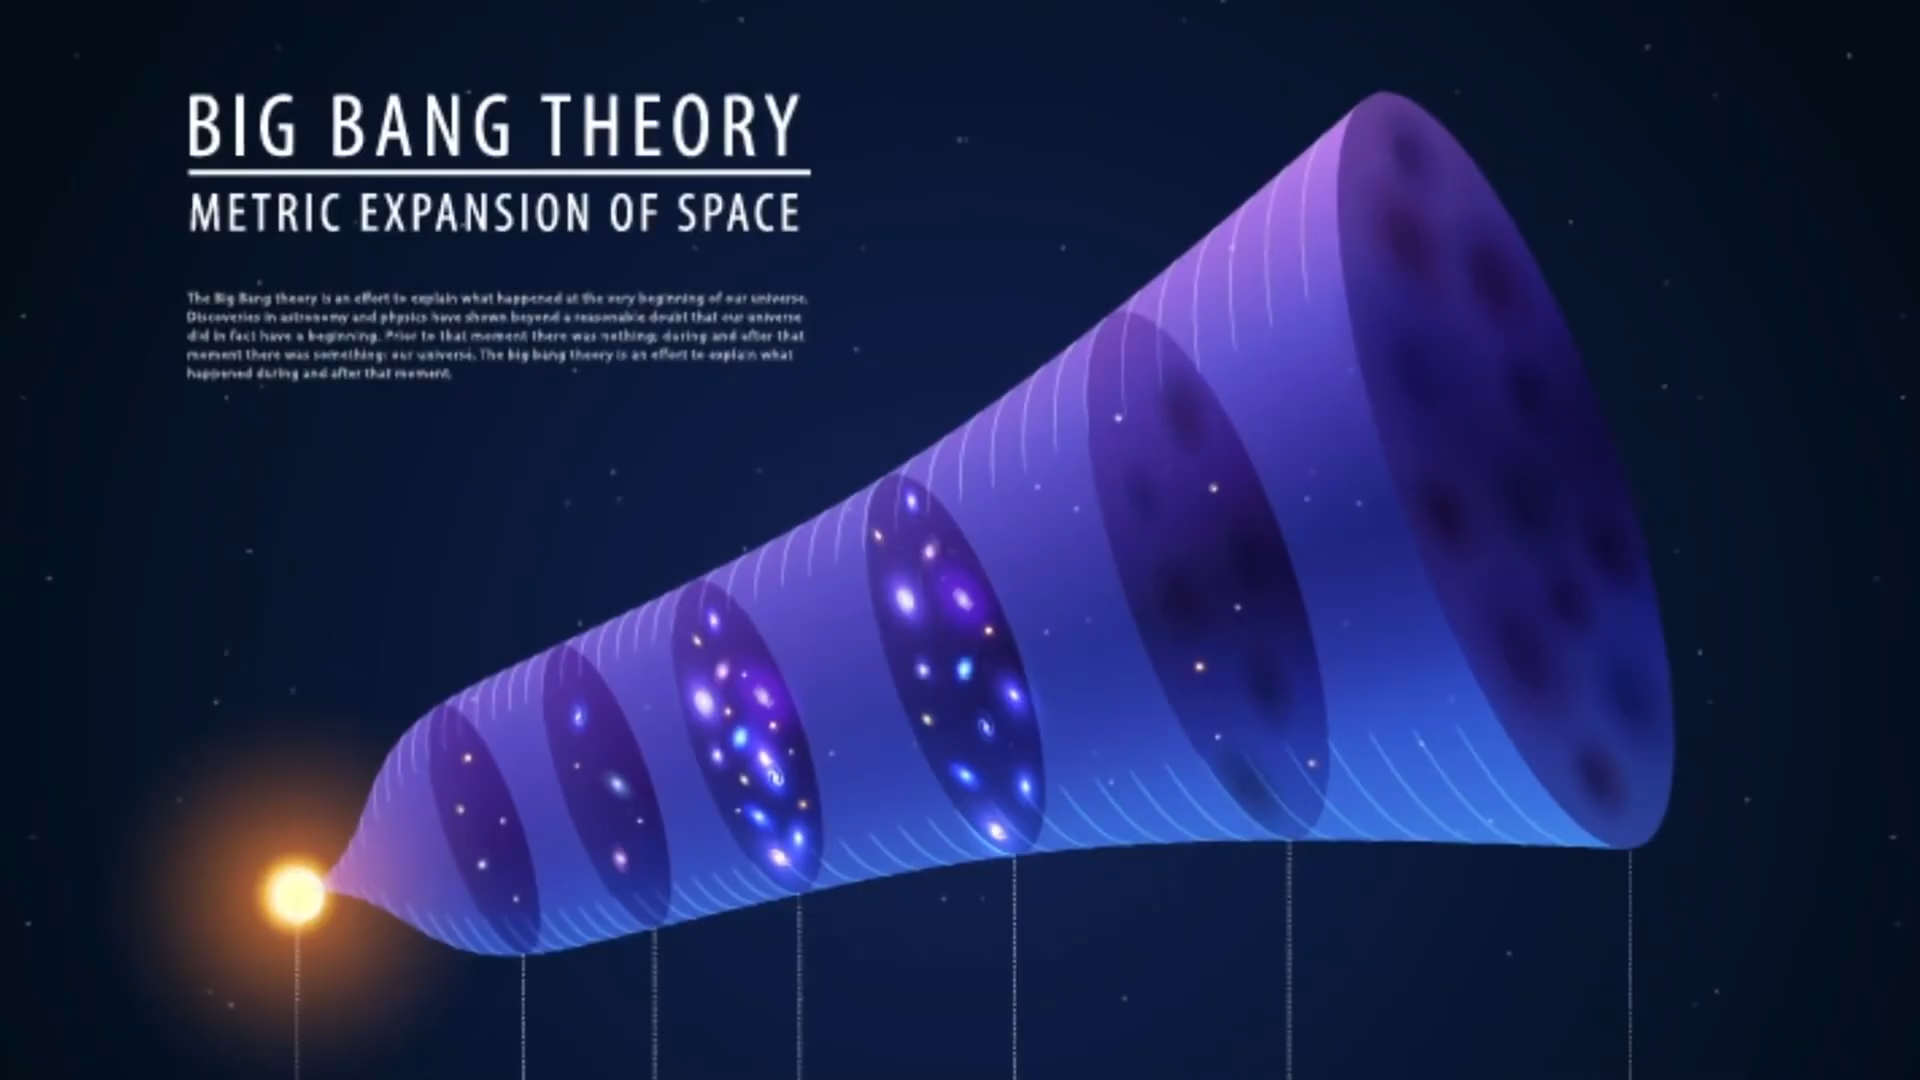 BIG BANG THEORY
METRIC EXPANSION OF SPACE
The Big Bang theory is an effort to explain what happened at the very beginning of our universe.
Discoveries in astronomy and physics have shown beyond a reasonable doubt that our universe
did in fact have a beginning. Prior to that moment there was nothing; during and after that
moment there was something: our universe. The big bang theory is an effort to explain what
happened during and after that moment.